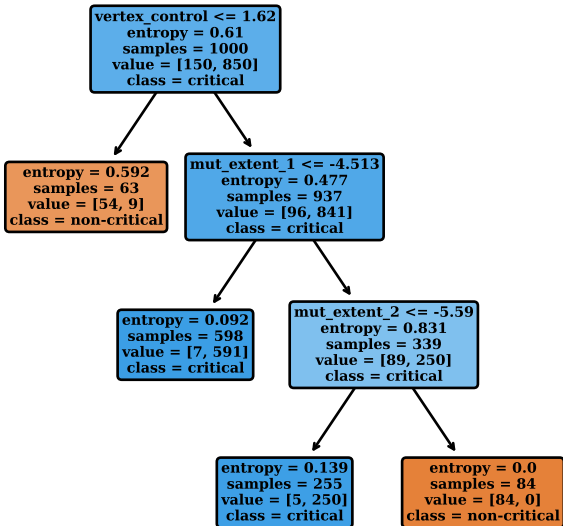 vertex_control <= 1.62
entropy = 0.61
samples = 1000
value = [150, 850]
class = critical
entropy = 0.592
samples = 63
value = [54, 9]
class = non-critical
mut_extent_1 <= -4.513
entropy = 0.477
samples = 937
value = [96, 841]
class = critical
entropy = 0.092
samples = 598
value = [7, 591]
class = critical
mut_extent_2 <= -5.59
entropy = 0.831
samples = 339
value = [89, 250]
class = critical
entropy = 0.139
samples = 255
value = [5, 250]
class = critical
entropy = 0.0
samples = 84
value = [84, 0]
class = non-critical